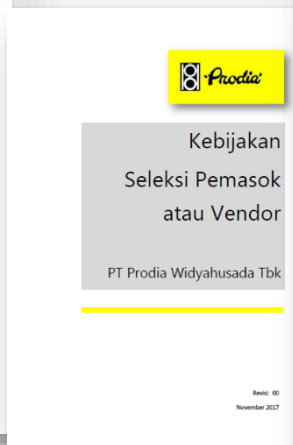 Prodia
Kebijakan
Seleksi Pemasok
atau Vendor
PT Prodia Widyahusada Tbk
Revisi: 00
November 2017